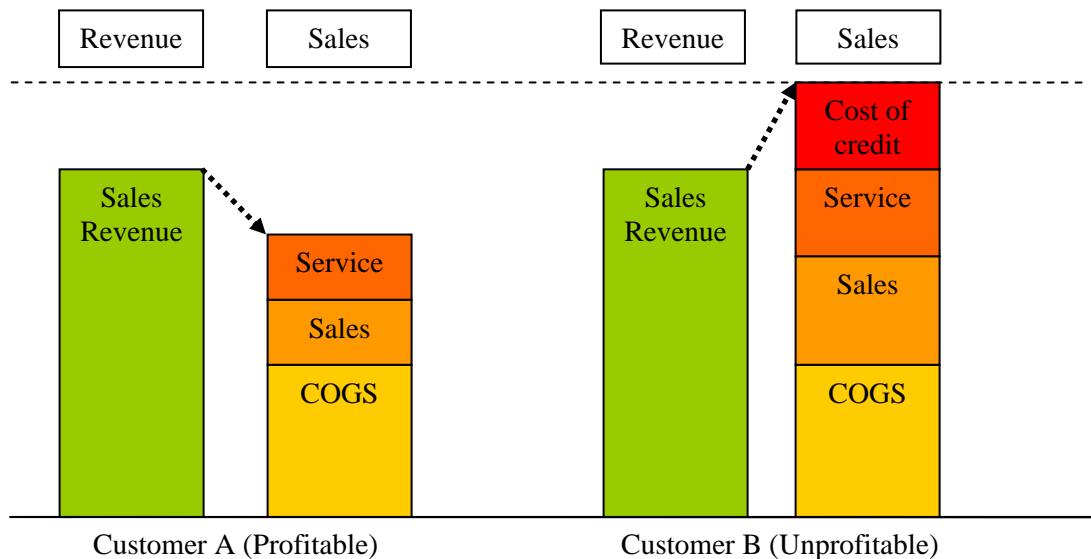 Revenue
Sales
Revenue
Sales
Sales
Revenue
Service
Sales
COGS
Sales
Revenue
Cost of
credit
Service
Sales
COGS
Customer A (Profitable)
Customer B (Unprofitable)